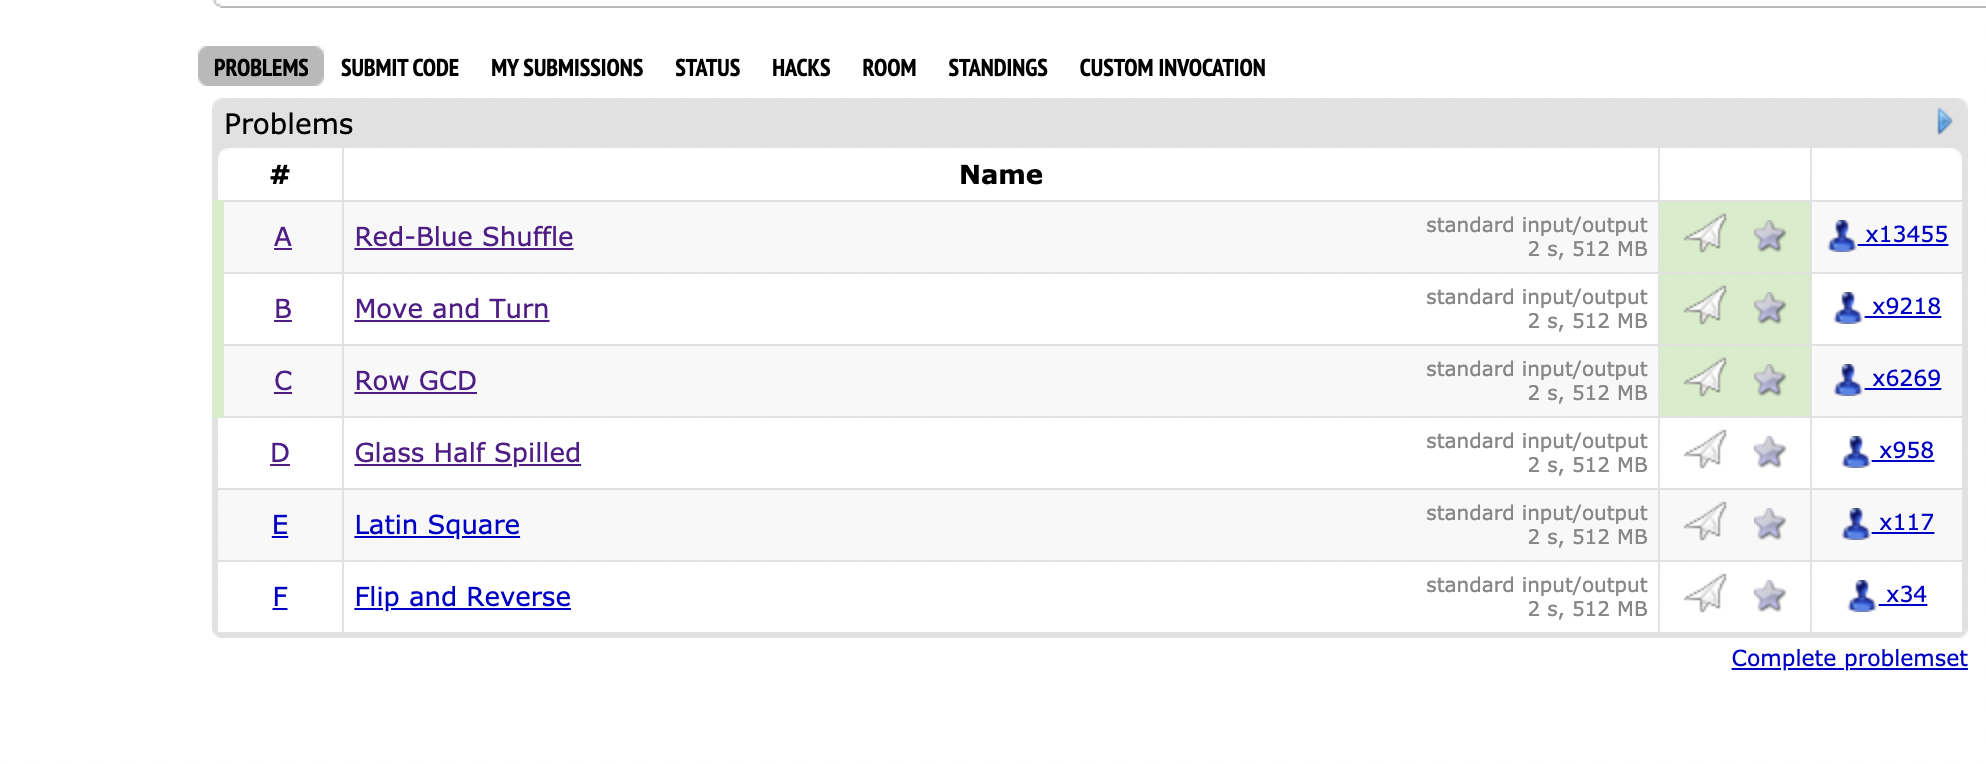 PROBLEMS SUBMIT CODE MY SUBMISSIONS STATUS HACKS ROOM STANDINGS CUSTOM INVOCATION
Problems
# Name
A Red-Blue Shuffle standard input/output x13455
2 s, 512 MB
B Move and Turn standard input/output x9218
2 s, 512 MB
C Row GCD standard input/output x6269
2 s, 512 MB
D Glass Half Spilled standard input/output x958
2 s, 512 MB
E Latin Square standard input/output x117
2 s, 512 MB
F Flip and Reverse standard input/output x34
2 s, 512 MB
Complete problemset